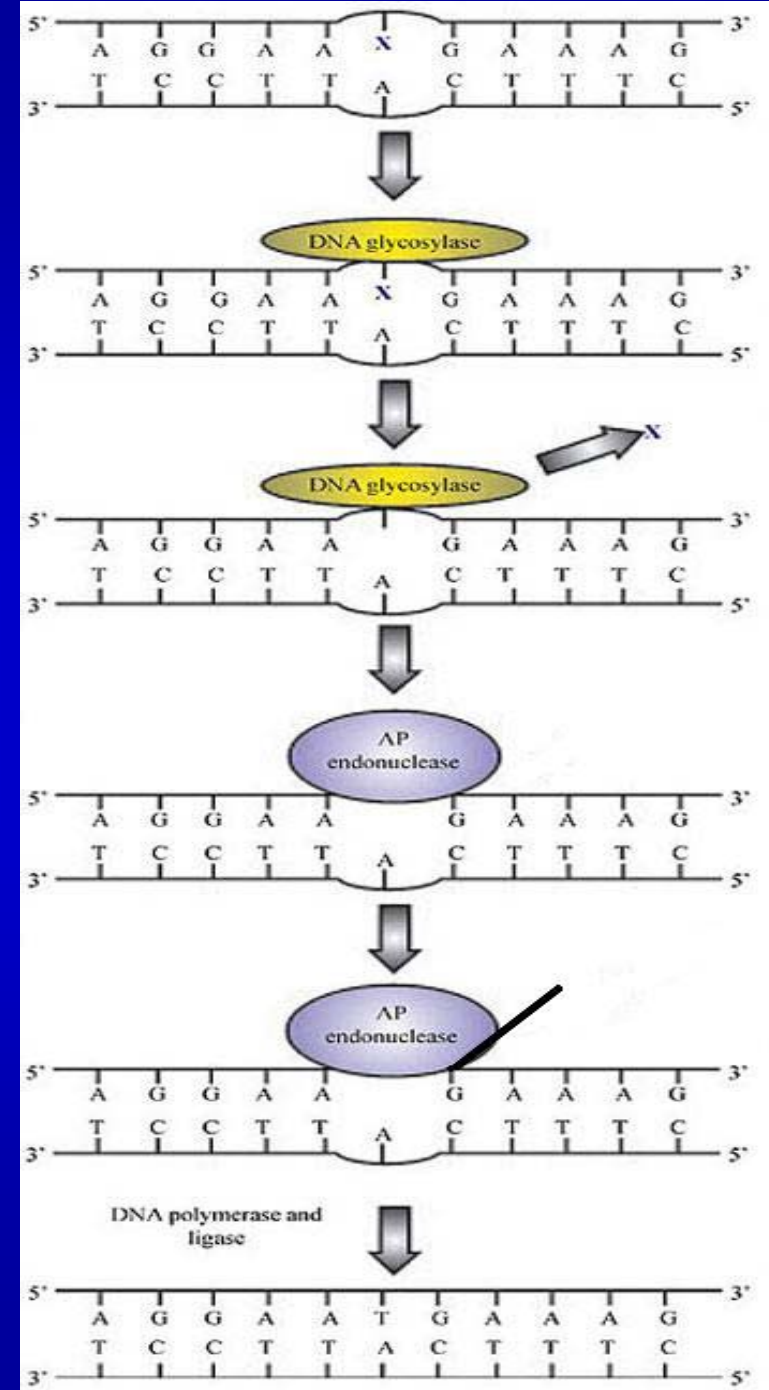 5' 3'
A G G A A X G A A A G
T C C T T A C T T T C
3' 5'
DNA glycosylase
5' 3'
A G G A A X G A A A G
T C C T T A C T T T C
3' 5'
X
DNA glycosylase
5' 3'
A G G A A G A A A G
T C C T T A C T T T C
3' 5'
AP
endonuclease
5' 3'
A G G A A G A A A G
T C C T T A C T T T C
3' 5'
AP
endonuclease
5' 3'
A G G A A G A A A G
T C C T T A C T T T C
3' 5'
DNA polymerase and
ligase
5' 3'
A G G A A T G A A A G
T C C T T A C T T T C
3' 5'